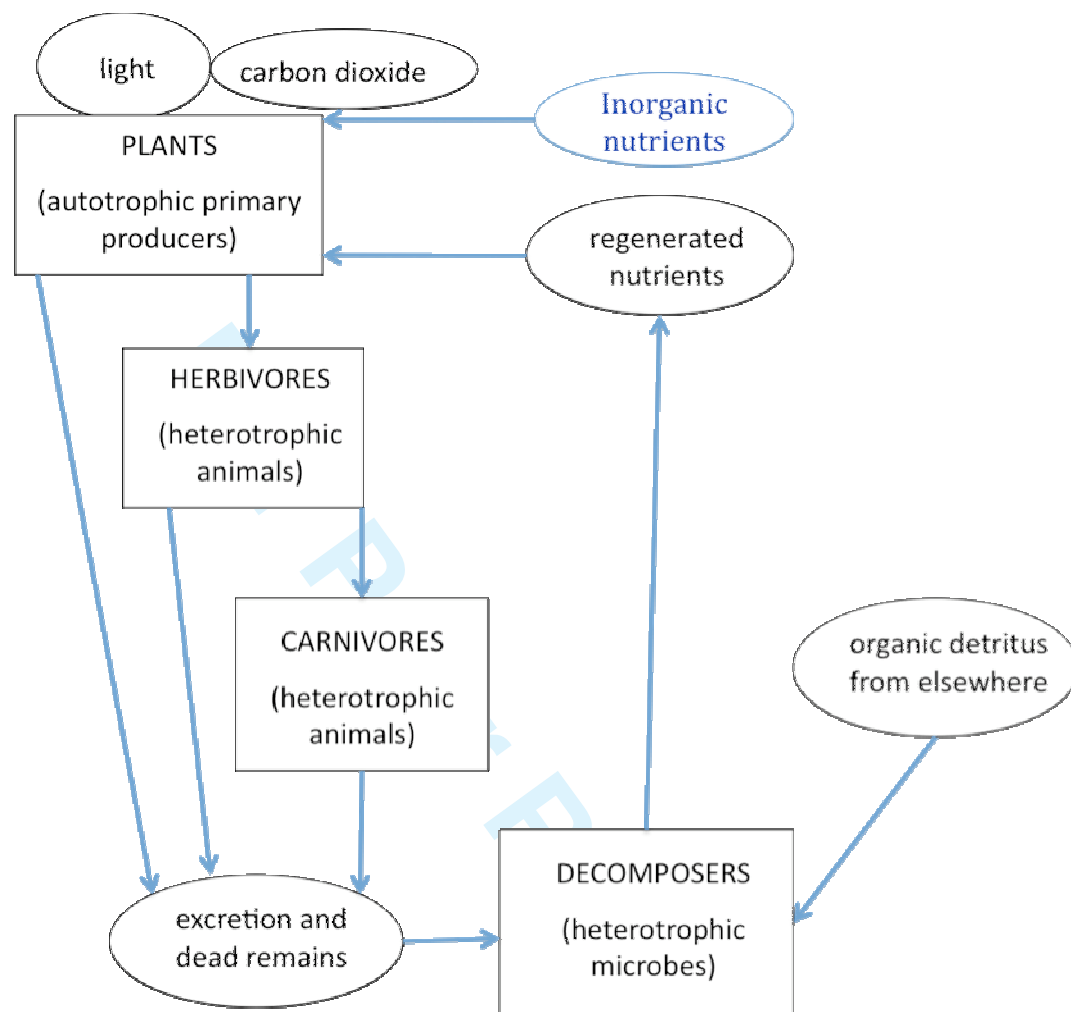 light
carbon dioxide
Inorganic
nutrients
PLANTS
(autotrophic primary
producers)
regenerated
nutrients
HERBIVORES
(heterotrophic
animals)
CARNIVORES
(heterotrophic
animals)
organic detritus
from elsewhere
DECOMPOSERS
(heterotrophic
microbes)
excretion and
dead remains